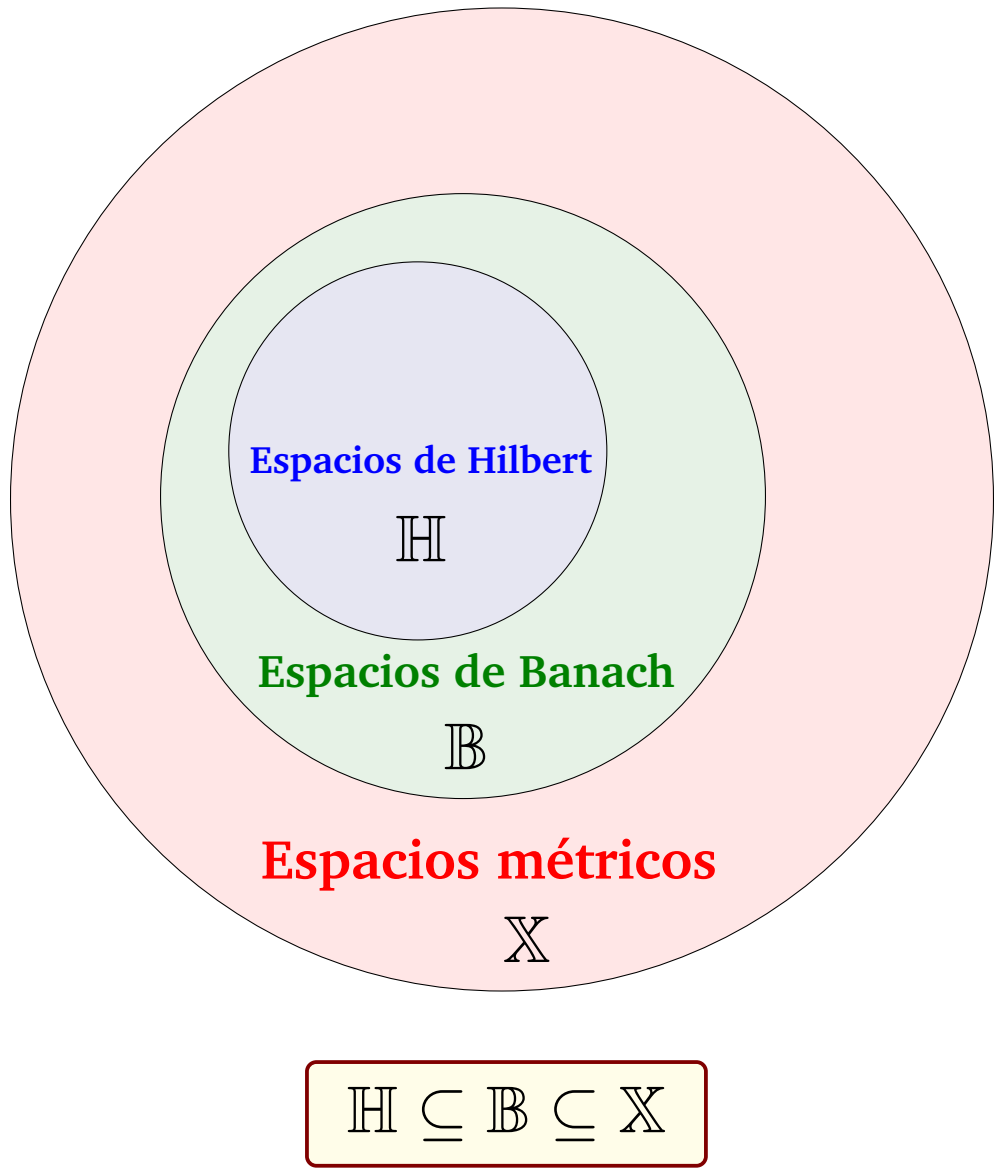 Espacios de Hilbert
ℍ
Espacios de Banach
𝔹
Espacios métricos
𝕏
ℍ ⊆ 𝔹 ⊆ 𝕏